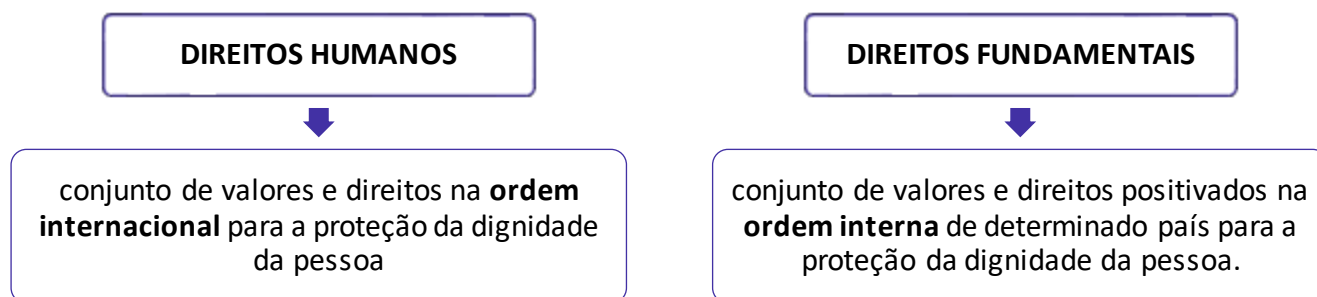 DIREITOS HUMANOS
conjunto de valores e direitos na ordem
internacional para a proteção da dignidade
da pessoa
DIREITOS FUNDAMENTAIS
conjunto de valores e direitos positivados na
ordem interna de determinado país para a
proteção da dignidade da pessoa.